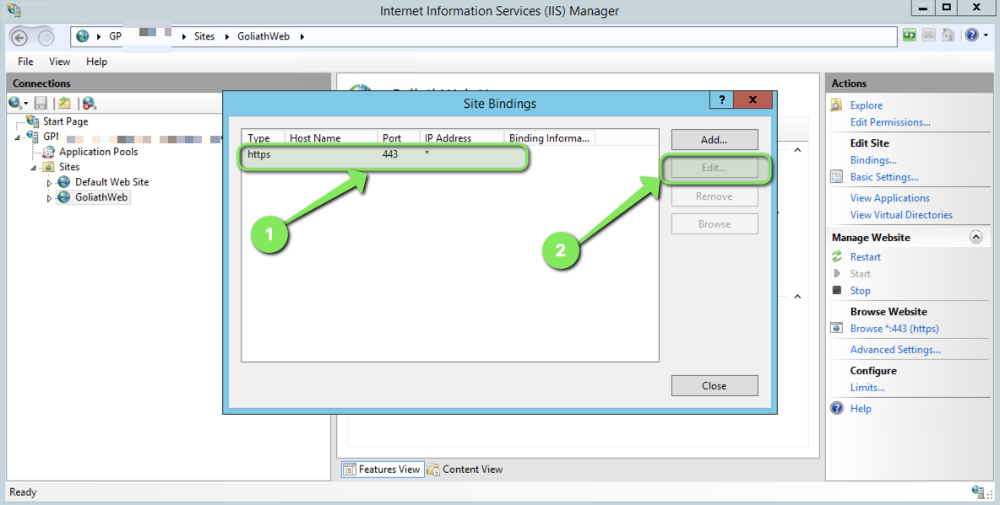 Internet Information Services (IIS) Manager
GP
Sites
GoliathWeb
File View Help
Connections
Start Page
GPI
Application Pools
Sites
Default Web Site
GoliathWeb
Site Bindings
?
Type Host Name Port IP Address Binding Informa...
https 443 *
Add...
Edit...
Remove
Browse
Close
1
2
Features View
Content View
Actions
Explore
Edit Permissions...
Edit Site
Bindings...
Basic Settings...
View Applications
View Virtual Directories
Manage Website
Restart
Start
Stop
Browse Website
Browse *:443 (https)
Advanced Settings...
Configure
Limits...
Help
Ready